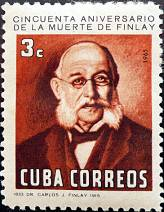 CINCUENTA ANIVERSARIO
DE LA MUERTE DE FINLAY
3c
1965
CUBA CORREOS
1833 DR. CARLOS J. FINLAY 1915